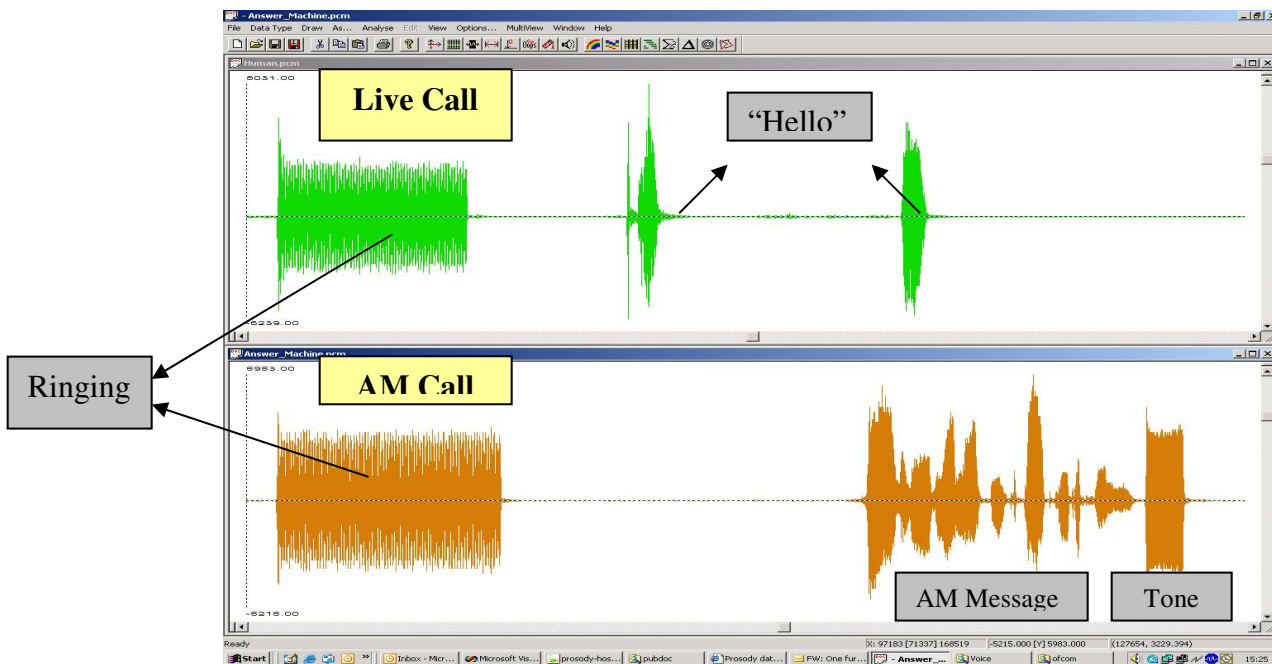 - Answer_Machine.pcm
File Data Type Draw As... Analyse Edit View Options... MultiView Window Help
Human.pcm
8031.00
Live Call
“Hello”
-6239.00
Answer_Machine.pcm
5983.00
AM Call
Ringing
AM Message
Tone
-5215.00
Ready
X: 97183 [71337] 168519
-5215.000 [Y] 5983.000
(127654, 3229.394)
Start
»
Inbox - Micr...
Microsoft Vis...
prosody-hos...
pubdoc
Prosody dat...
FW: One fur...
- Answer_...
Voice
ofcom
«
15:25